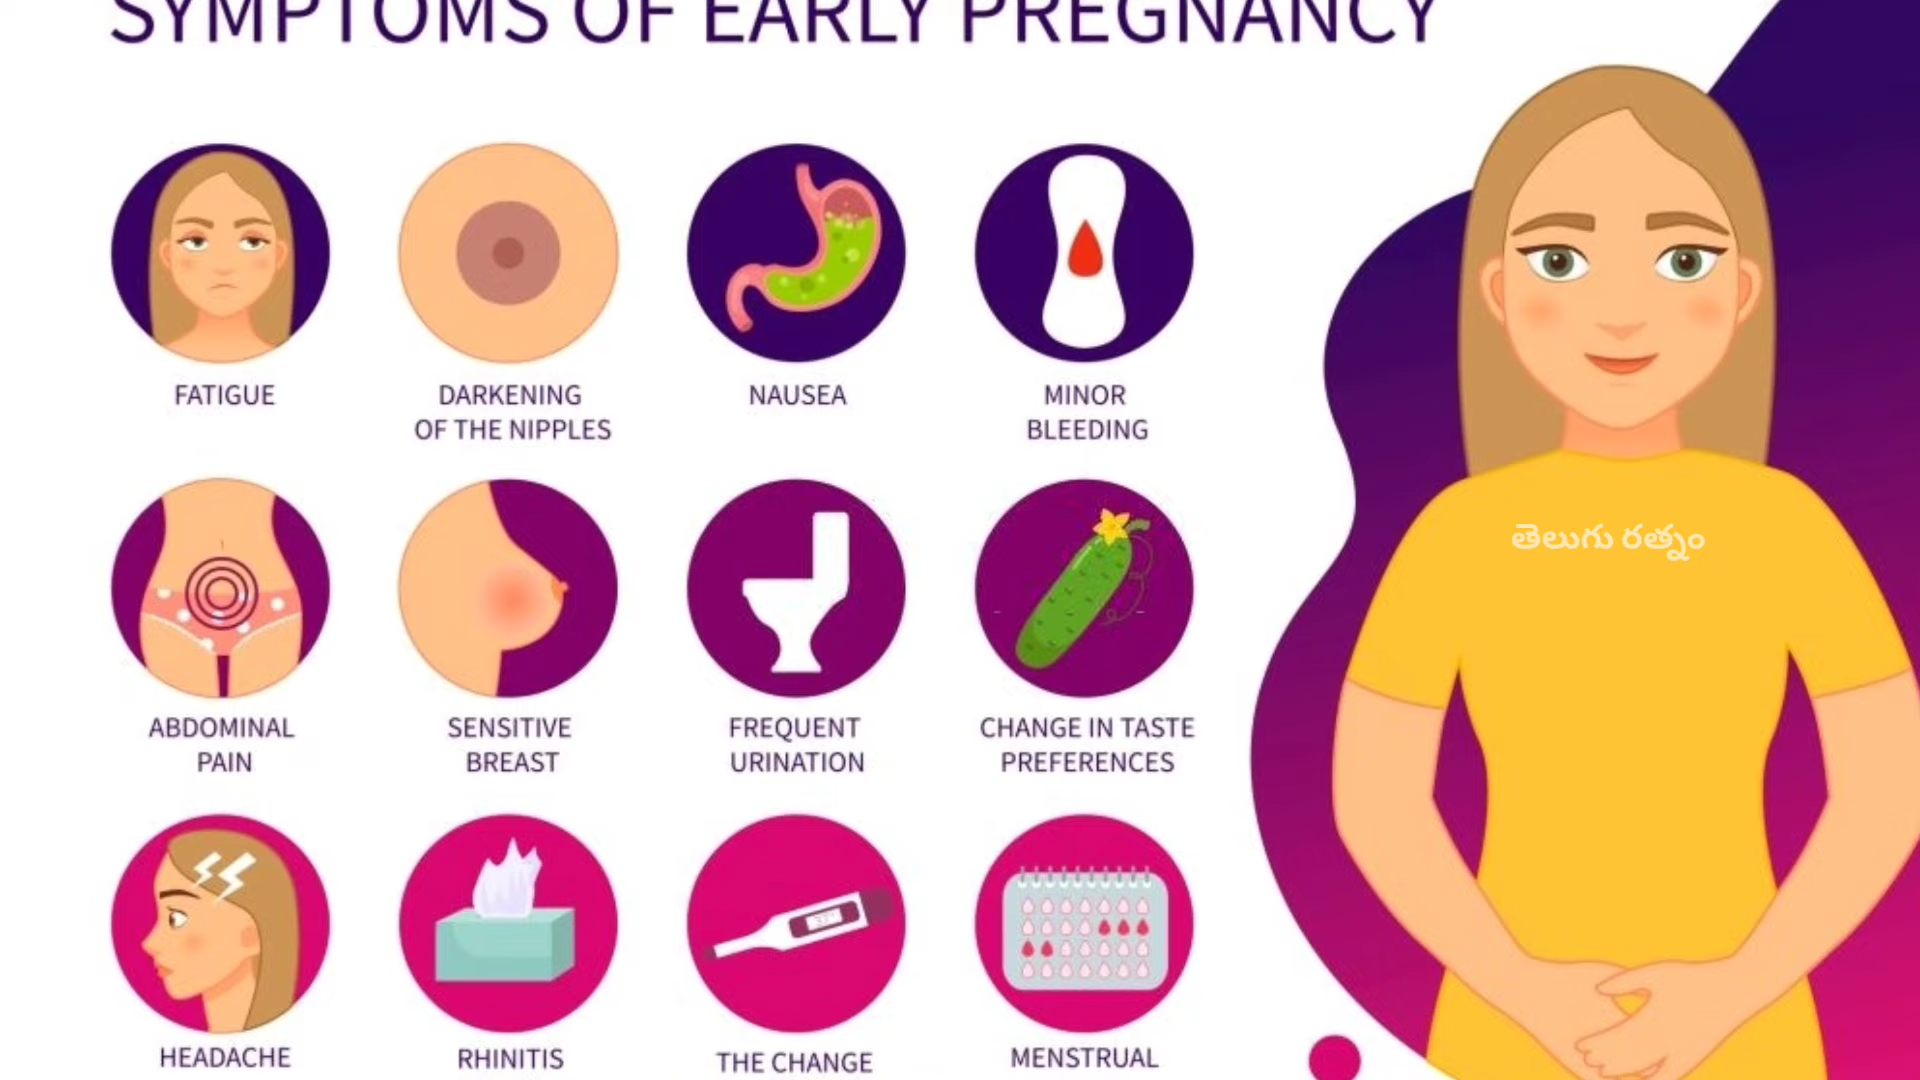 SYMPTOMS OF EARLY PREGNANCY
FATIGUE
DARKENING
OF THE NIPPLES
NAUSEA
MINOR
BLEEDING
ABDOMINAL
PAIN
SENSITIVE
BREAST
FREQUENT
URINATION
CHANGE IN TASTE
PREFERENCES
HEADACHE
RHINITIS
THE CHANGE
MENSTRUAL
తెలుగు రత్నం